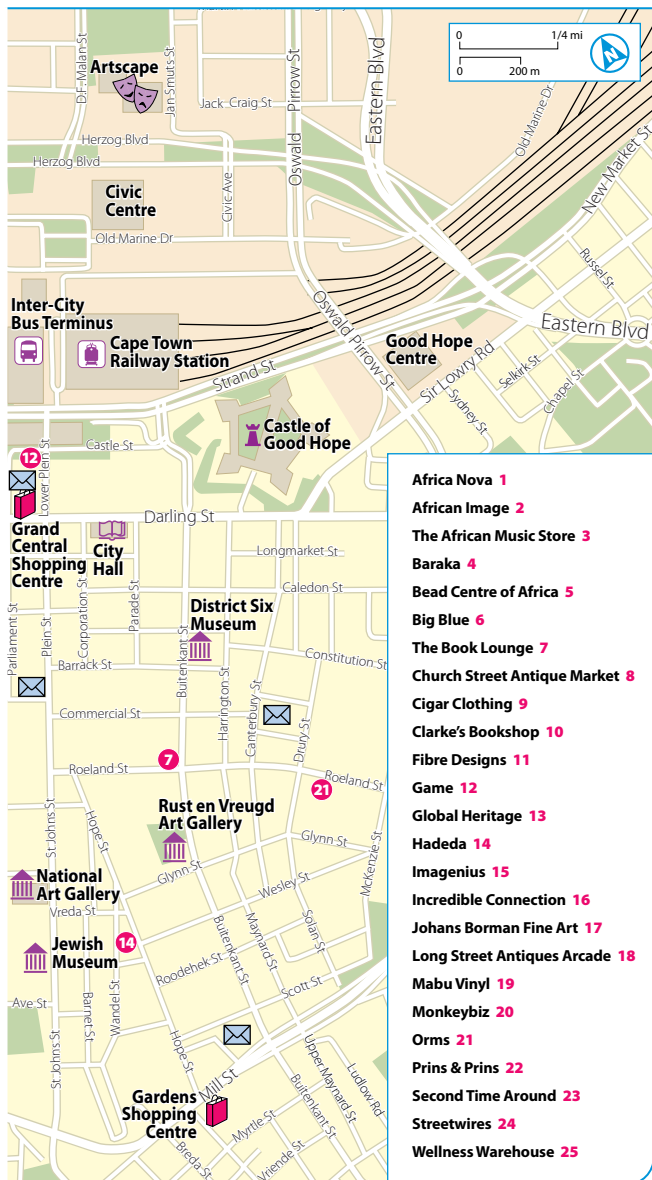 0 1/4 mi
0 200 m
N
Artscape
D.F. Malan St
Jan Smuts St
Jack Craig St
Oswald Pirrow St
Eastern Blvd
Old Marine Dr
New Market St
Herzog Blvd
Herzog Blvd
Civic
Centre
Civic Ave
Old Marine Dr
Russel St
Inter-City
Bus Terminus
Cape Town
Railway Station
Oswald Pirrow St
Good Hope
Centre
Eastern Blvd
Strand St
Sir Lowry Rd
Selkirk St
Sydney St
Chapel St
Castle of
Good Hope
Castle St
12
Lower Plein St
Darling St
Grand
Central
Shopping
Centre
City
Hall
Longmarket St
Caledon St
Parliament St
Plein St
Corporation St
Parade St
District Six
Museum
Buitenkant St
Constitution St
Barrack St
Harrington St
Canterbury St
Drury St
Commercial St
7
Roeland St
Roeland St
21
Rust en Vreugd
Art Gallery
St Johns St
Hope St
Glynn St
Glynn St
McKenzie St
National
Art Gallery
Wesley St
Vreda St
14
Jewish
Museum
Buitenkant St
Maynard St
Solan St
Roodehek St
Scott St
Ave St
Barnet St
Wandel St
St Johns St
Hope St
Mill St
Upper Maynard St
Ludlow Rd
Buitenkant St
Gardens
Shopping
Centre
Myrtle St
Breda St
Vriende St
Africa Nova 1
African Image 2
The African Music Store 3
Baraka 4
Bead Centre of Africa 5
Big Blue 6
The Book Lounge 7
Church Street Antique Market 8
Cigar Clothing 9
Clarke's Bookshop 10
Fibre Designs 11
Game 12
Global Heritage 13
Hadeda 14
Imagenius 15
Incredible Connection 16
Johans Borman Fine Art 17
Long Street Antiques Arcade 18
Mabu Vinyl 19
Monkeybiz 20
Orms 21
Prins & Prins 22
Second Time Around 23
Streetwires 24
Wellness Warehouse 25